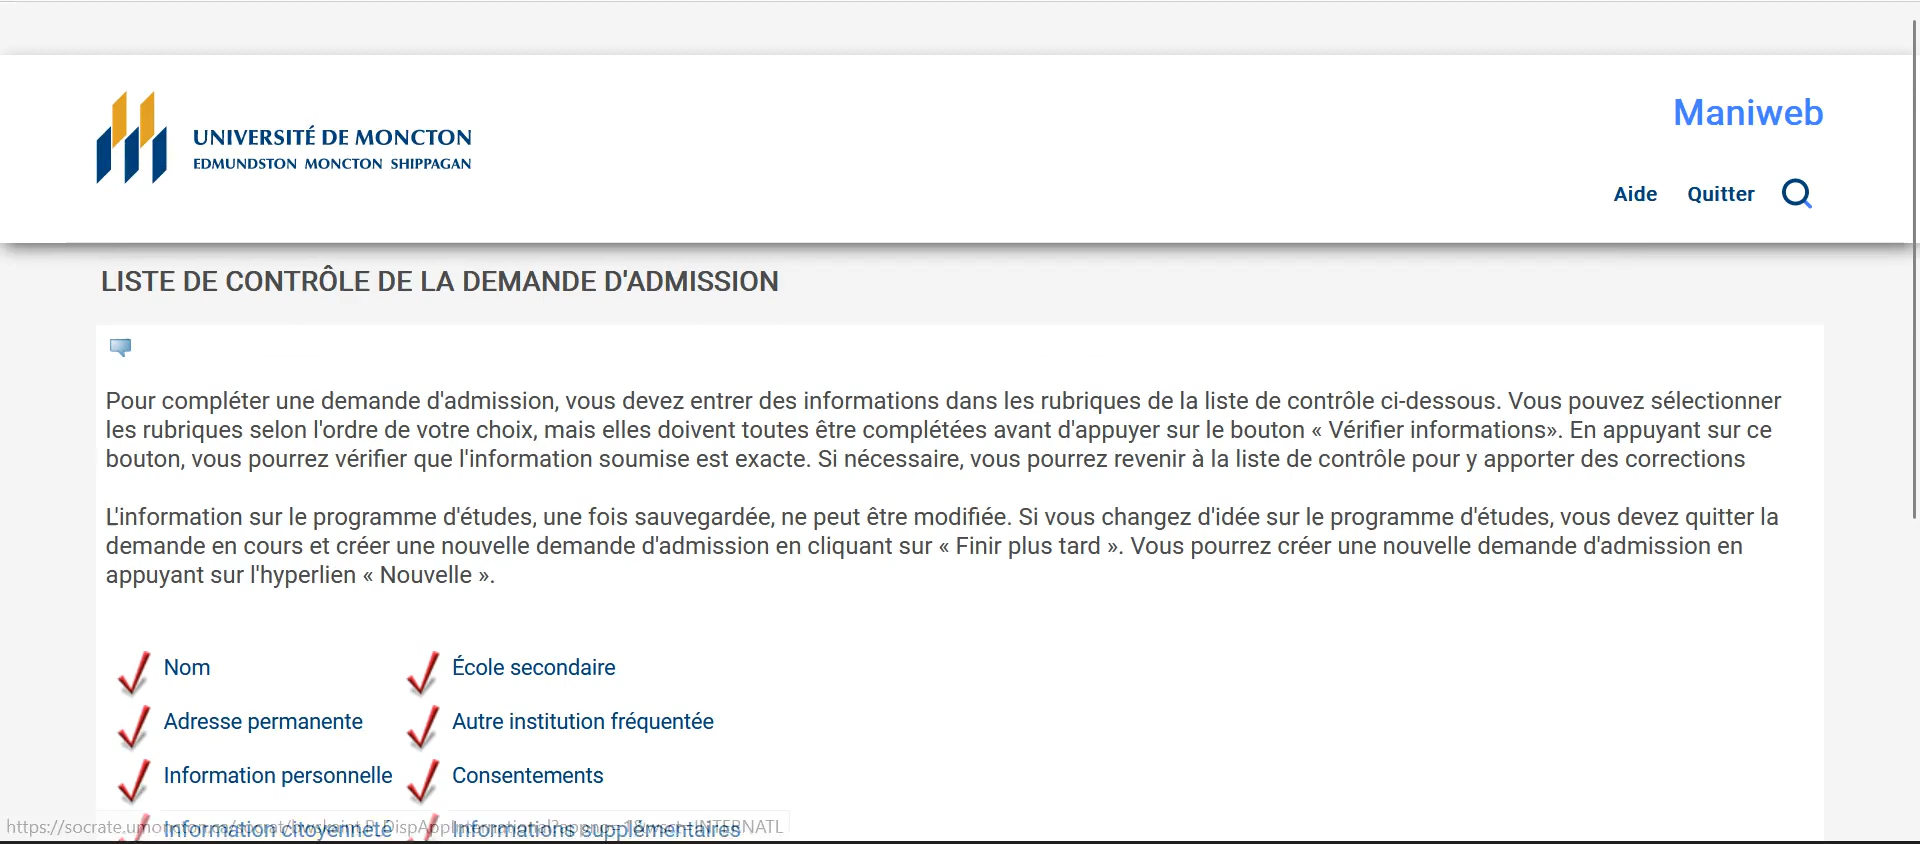 UNIVERSITÉ DE MONCTON
EDMUNDSTON MONCTON SHIPPAGAN
Maniweb
Aide Quitter
LISTE DE CONTRÔLE DE LA DEMANDE D'ADMISSION
Pour compléter une demande d'admission, vous devez entrer des informations dans les rubriques de la liste de contrôle ci-dessous. Vous pouvez sélectionner
les rubriques selon l'ordre de votre choix, mais elles doivent toutes être complétées avant d'appuyer sur le bouton « Vérifier informations». En appuyant sur ce
bouton, vous pourrez vérifier que l'information soumise est exacte. Si nécessaire, vous pourrez revenir à la liste de contrôle pour y apporter des corrections
L'information sur le programme d'études, une fois sauvegardée, ne peut être modifiée. Si vous changez d'idée sur le programme d'études, vous devez quitter la
demande en cours et créer une nouvelle demande d'admission en cliquant sur « Finir plus tard ». Vous pourrez créer une nouvelle demande d'admission en
appuyant sur l'hyperlien « Nouvelle ».
Nom École secondaire
Adresse permanente Autre institution fréquentée
Information personnelle Consentements
Information citoyenneté Informations supplémentaires